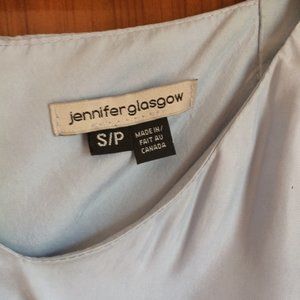 jennifer glasgow
S/P
MADE IN/
FAIT AU
CANADA